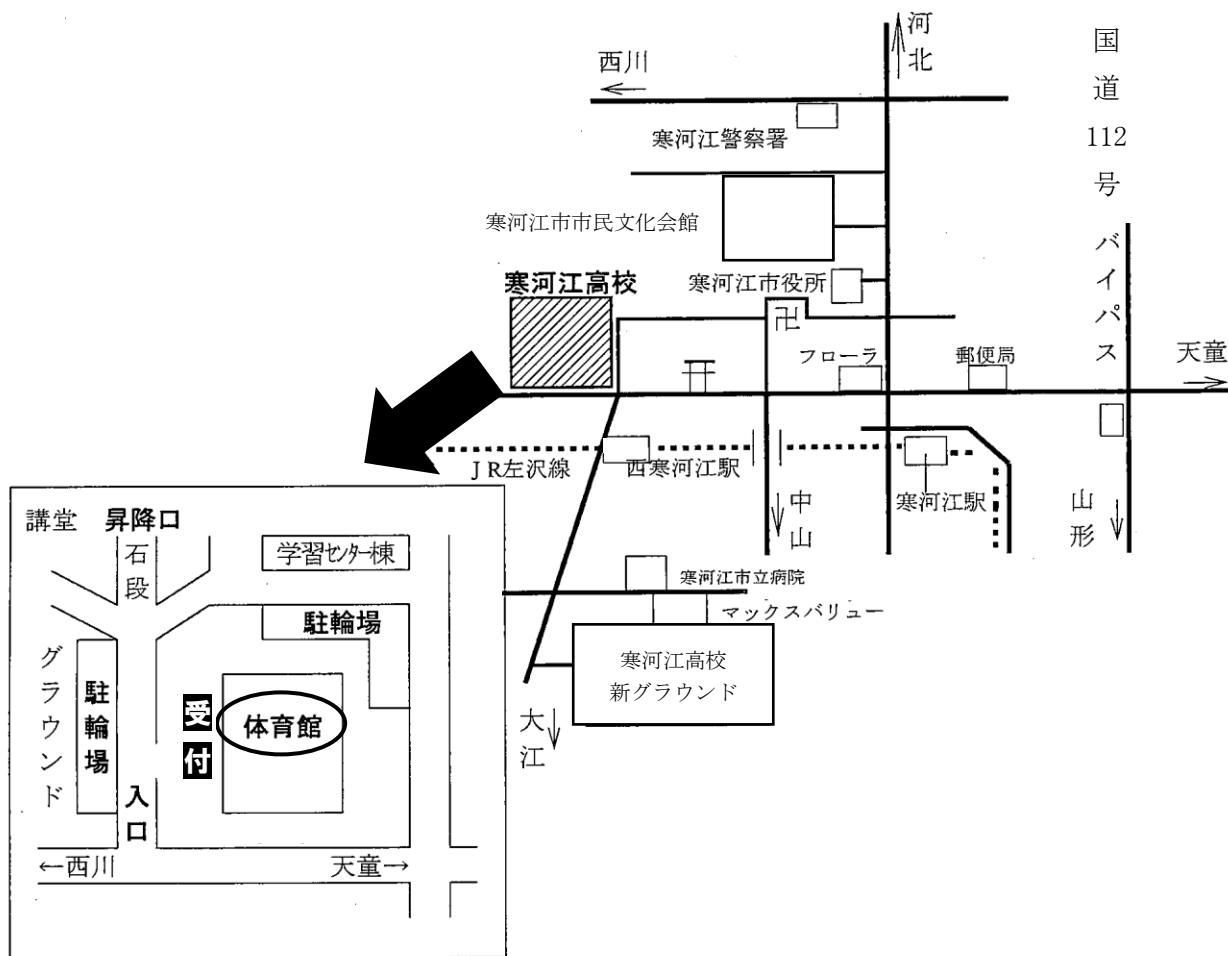 河北
西川
国道112号バイパス
寒河江警察署
寒河江市市民文化会館
寒河江高校
寒河江市役所
卍
フローラ
郵便局
天童
JR左沢線
西寒河江駅
寒河江駅
中山
山形
寒河江市立病院
マックスバリュー
寒河江高校
新グラウンド
大江
講堂 昇降口
石段
学習センター棟
駐輪場
グラウンド
駐輪場
受付
体育館
入口
←西川 天童→